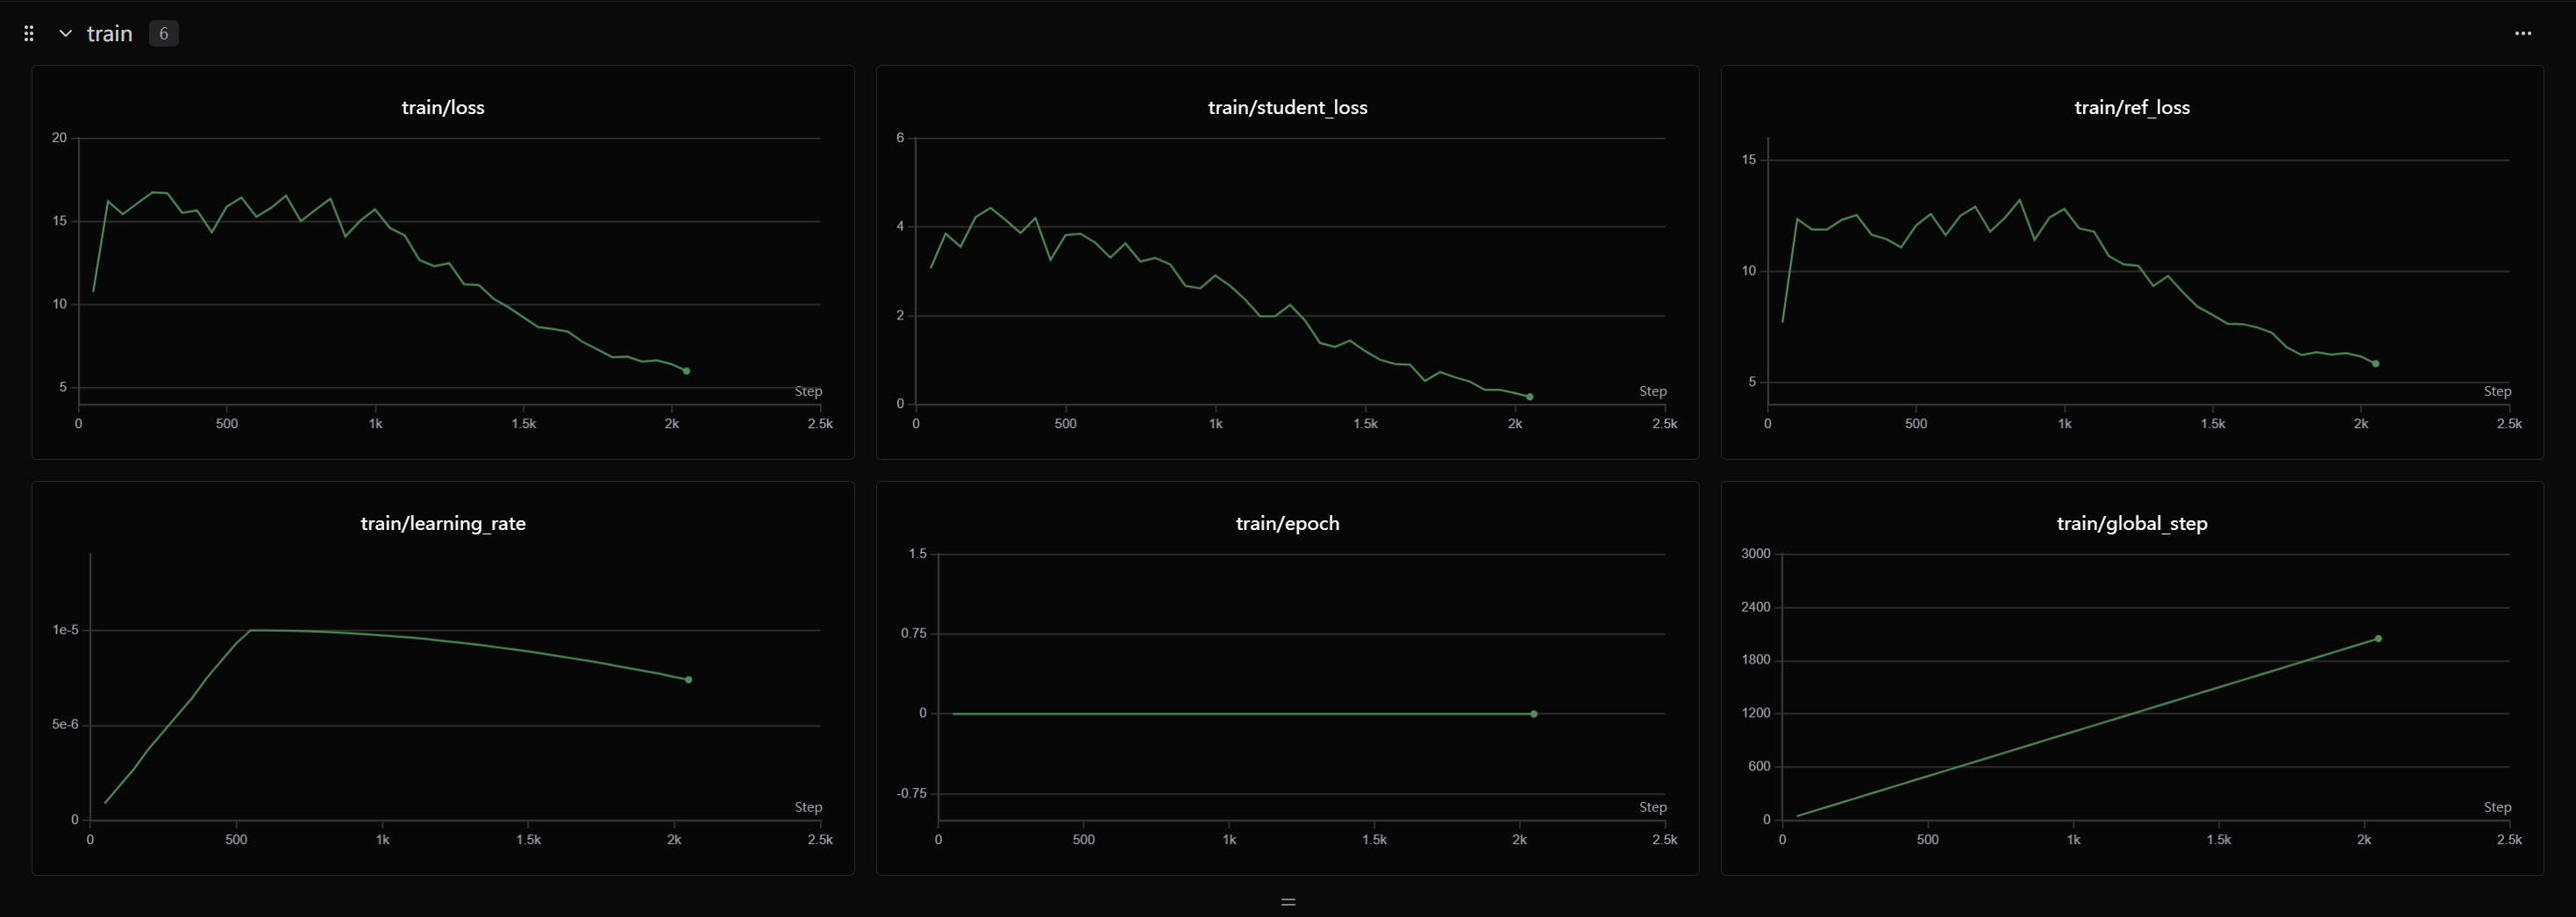 train 6
train/loss
20
15
10
5
Step
0 500 1k 1.5k 2k 2.5k
train/student_loss
6
4
2
0
Step
0 500 1k 1.5k 2k 2.5k
train/ref_loss
15
10
5
Step
0 500 1k 1.5k 2k 2.5k
train/learning_rate
1e-5
5e-6
0
Step
0 500 1k 1.5k 2k 2.5k
train/epoch
1.5
0.75
0
-0.75
Step
0 500 1k 1.5k 2k 2.5k
train/global_step
3000
2400
1800
1200
600
0
Step
0 500 1k 1.5k 2k 2.5k